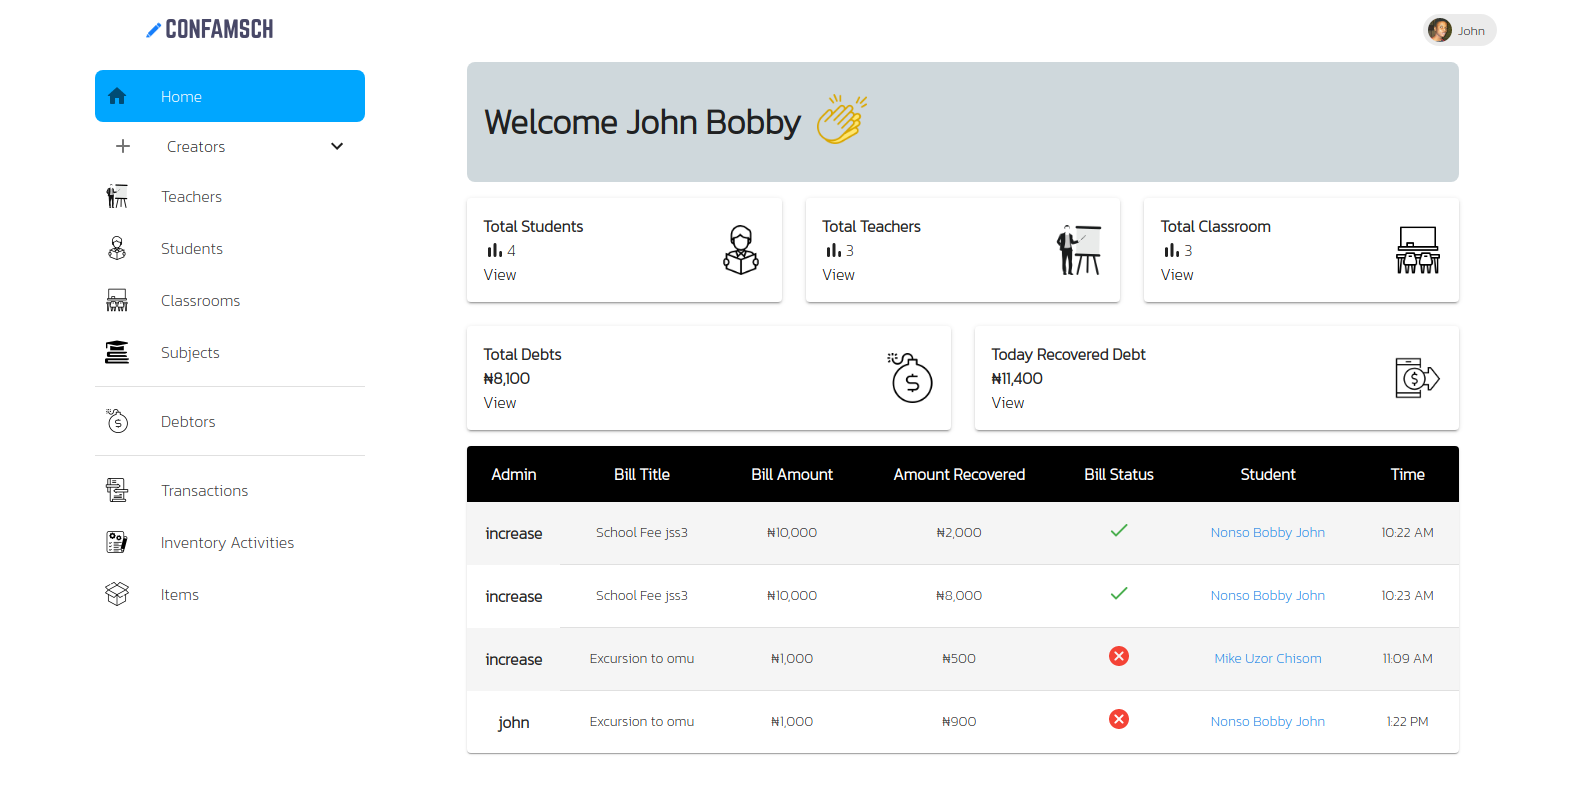 CONFAMSCH
John
Home
Creators
Teachers
Students
Classrooms
Subjects
Debtors
Transactions
Inventory Activities
Items
Welcome John Bobby
Total Students
4
View
Total Teachers
3
View
Total Classroom
3
View
Total Debts
₦8,100
View
Today Recovered Debt
₦11,400
View
Admin Bill Title Bill Amount Amount Recovered Bill Status Student Time
increase School Fee jss3 ₦10,000 ₦2,000 Nonso Bobby John 10:22 AM
increase School Fee jss3 ₦10,000 ₦8,000 Nonso Bobby John 10:23 AM
increase Excursion to omu ₦1,000 ₦500 Mike Uzor Chisom 11:09 AM
john Excursion to omu ₦1,000 ₦900 Nonso Bobby John 1:22 PM